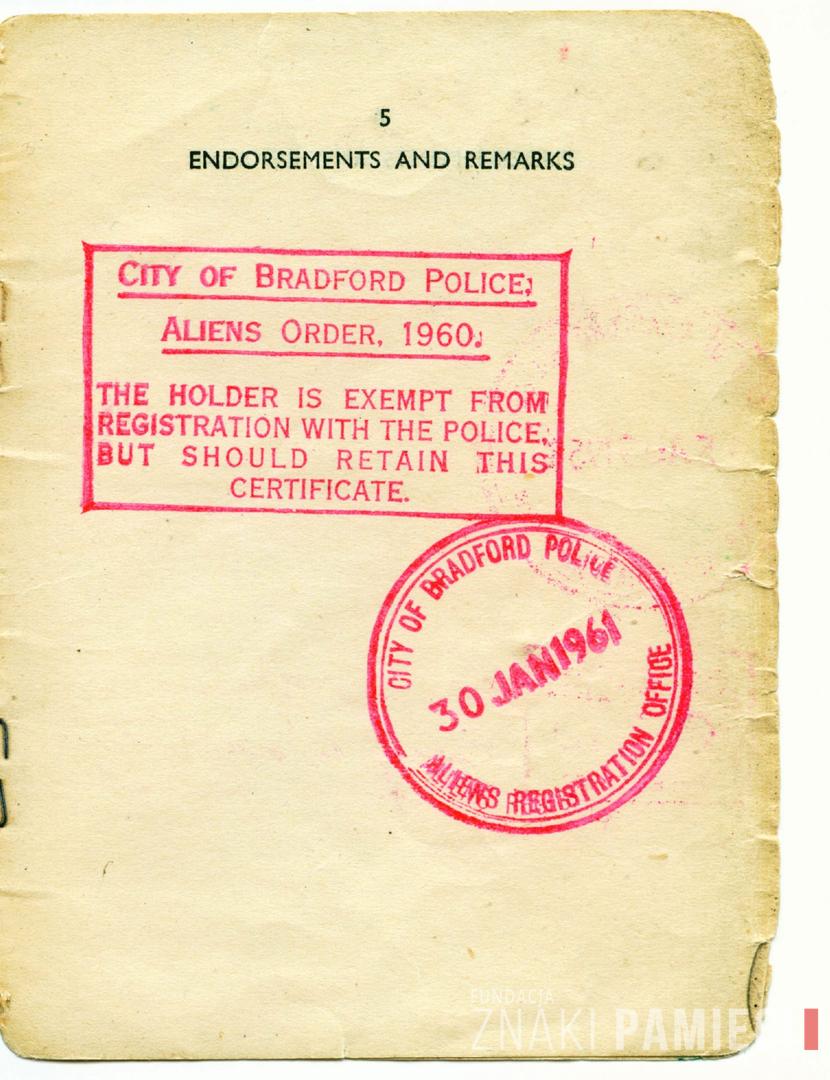 5
ENDORSEMENTS AND REMARKS
CITY OF BRADFORD POLICE;
ALIENS ORDER, 1960.
THE HOLDER IS EXEMPT FROM
REGISTRATION WITH THE POLICE,
BUT SHOULD RETAIN THIS
CERTIFICATE.
CITY OF BRADFORD POLICE
30 JAN 1961
ALIENS REGISTRATION OFFICE
FUNDACJA
ZNAKI